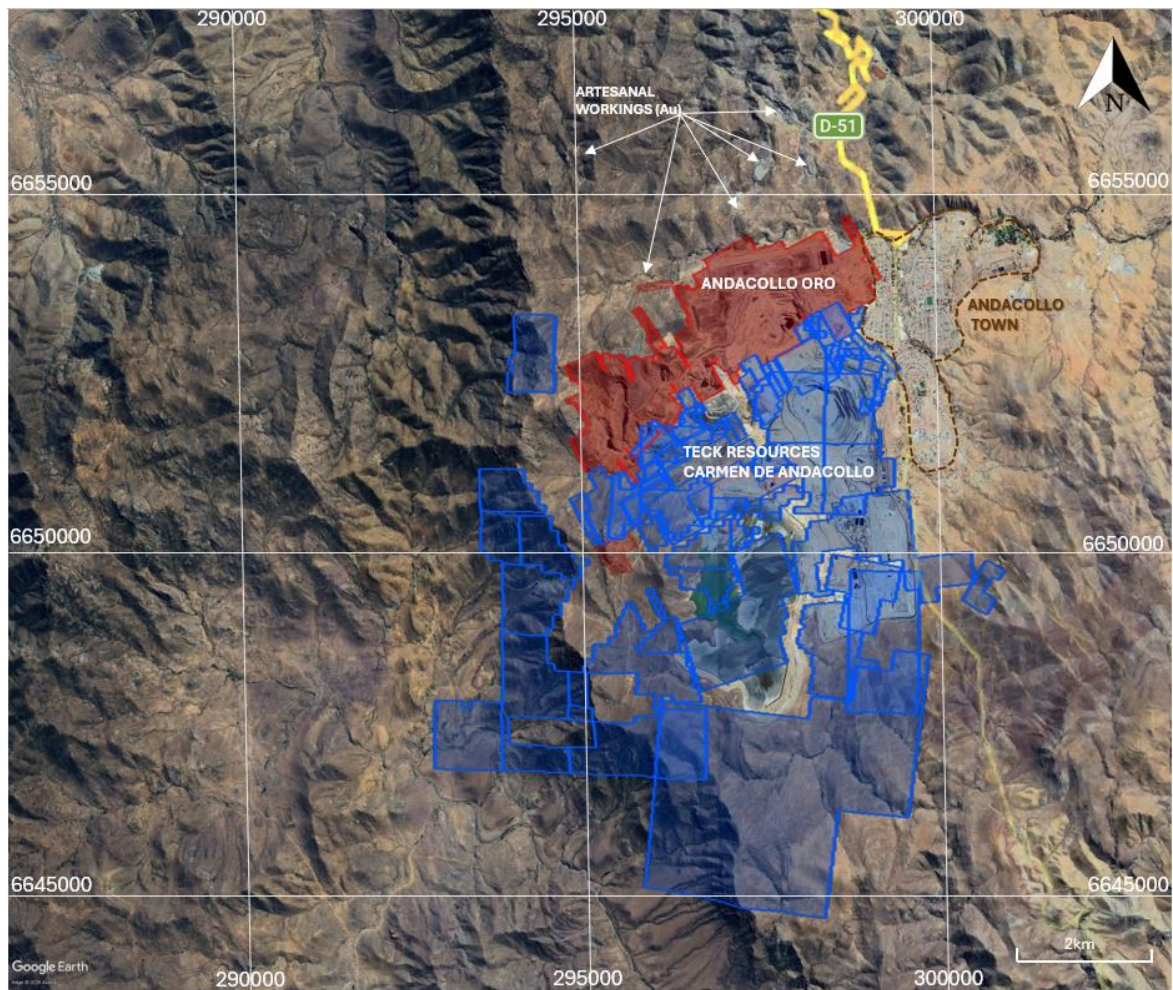 290000
295000
300000
ARTESANAL
WORKINGS (Au)
D-51
N
6655000
6655000
ANDACOLLO ORO
ANDACOLLO
TOWN
TECK RESOURCES
CARMEN DE ANDACOLLO
6650000
6650000
6645000
6645000
2km
Google Earth
290000
295000
300000